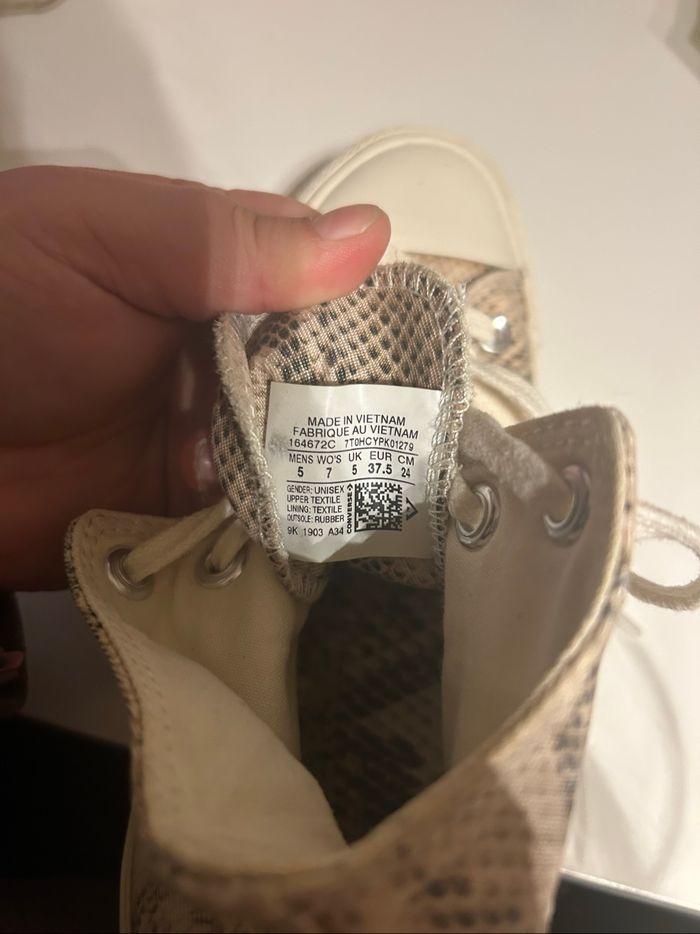 MADE IN VIETNAM
FABRIQUE AU VIETNAM
164672C 7T0HCYPK01279
MENS WO'S UK EUR CM
5 7 5 37.5 24
GENDER: UNISEX
UPPER TEXTILE
LINING: TEXTILE
OUTSOLE: RUBBER
9K 1903 A34
CONVERSE